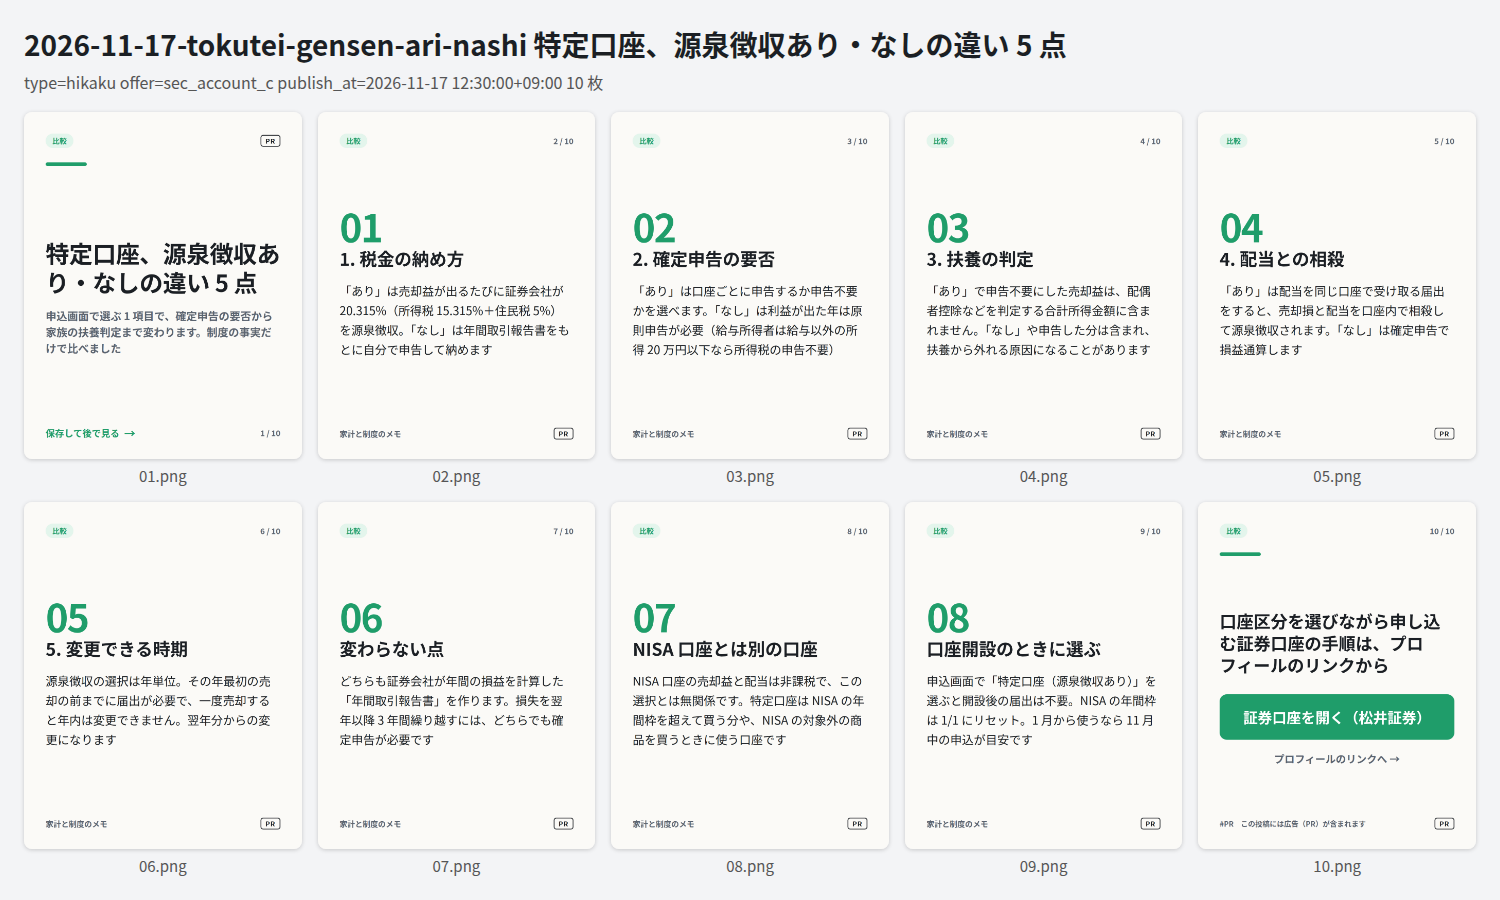 2026-11-17-tokutei-gensen-ari-nashi 特定口座、源泉徴収あり・なしの違い 5 点
type=hikaku offer=sec_account_c publish_at=2026-11-17 12:30:00+09:00 10 枚
比較
PR
特定口座、源泉徴収あ
り・なしの違い 5 点
申込画面で選ぶ 1 項目で、確定申告の要否から
家族の扶養判定まで変わります。制度の事実だ
けで比べました
保存して後で見る →
1 / 10
01.png
比較
2 / 10
01
1. 税金の納め方
「あり」は売却益が出るたびに証券会社が
20.315%（所得税 15.315%＋住民税 5%）
を源泉徴収。「なし」は年間取引報告書をも
とに自分で申告して納めます
家計と制度のメモ
PR
02.png
比較
3 / 10
02
2. 確定申告の要否
「あり」は口座ごとに申告するか申告不要
かを選べます。「なし」は利益が出た年は原
則申告が必要（給与所得者は給与以外の所
得 20 万円以下なら所得税の申告不要）
家計と制度のメモ
PR
03.png
比較
4 / 10
03
3. 扶養の判定
「あり」で申告不要にした売却益は、配偶
者控除などを判定する合計所得金額に含ま
れません。「なし」や申告した分は含まれ、
扶養から外れる原因になることがあります
家計と制度のメモ
PR
04.png
比較
5 / 10
04
4. 配当との相殺
「あり」は配当を同じ口座で受け取る届出
をすると、売却損と配当を口座内で相殺し
て源泉徴収されます。「なし」は確定申告で
損益通算します
家計と制度のメモ
PR
05.png
比較
6 / 10
05
5. 変更できる時期
源泉徴収の選択は年単位。その年最初の売
却の前までに届出が必要で、一度売却する
と年内は変更できません。翌年分からの変
更になります
家計と制度のメモ
PR
06.png
比較
7 / 10
06
変わらない点
どちらも証券会社が年間の損益を計算した
「年間取引報告書」を作ります。損失を翌
年以降 3 年間繰り越すには、どちらでも確
定申告が必要です
家計と制度のメモ
PR
07.png
比較
8 / 10
07
NISA 口座とは別の口座
NISA 口座の売却益と配当は非課税で、この
選択とは無関係です。特定口座は NISA の年
間枠を超えて買う分や、NISA の対象外の商
品を買うときに使う口座です
家計と制度のメモ
PR
08.png
比較
9 / 10
08
口座開設のときに選ぶ
申込画面で「特定口座（源泉徴収あり）」を
選ぶと開設後の届出は不要。NISA の年間枠
は 1/1 にリセット。1 月から使うなら 11 月
中の申込が目安です
家計と制度のメモ
PR
09.png
比較
10 / 10
口座区分を選びながら申し込
む証券口座の手順は、プロ
フィールのリンクから
証券口座を開く（松井証券）
プロフィールのリンクへ →
#PR この投稿には広告（PR）が含まれます
PR
10.png